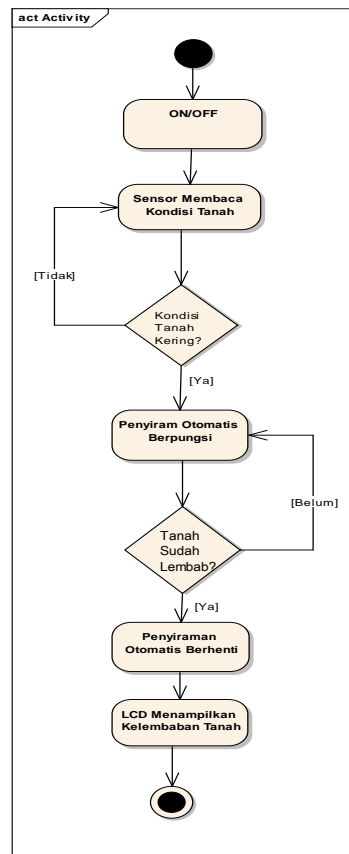 act Activity
ON/OFF
Sensor Membaca
Kondisi Tanah
[Tidak]
Kondisi
Tanah
Kering?
[Ya]
Penyiram Otomatis
Berpungsi
[Belum]
Tanah
Sudah
Lembab?
[Ya]
Penyiraman
Otomatis Berhenti
LCD Menampilkan
Kelembaban Tanah